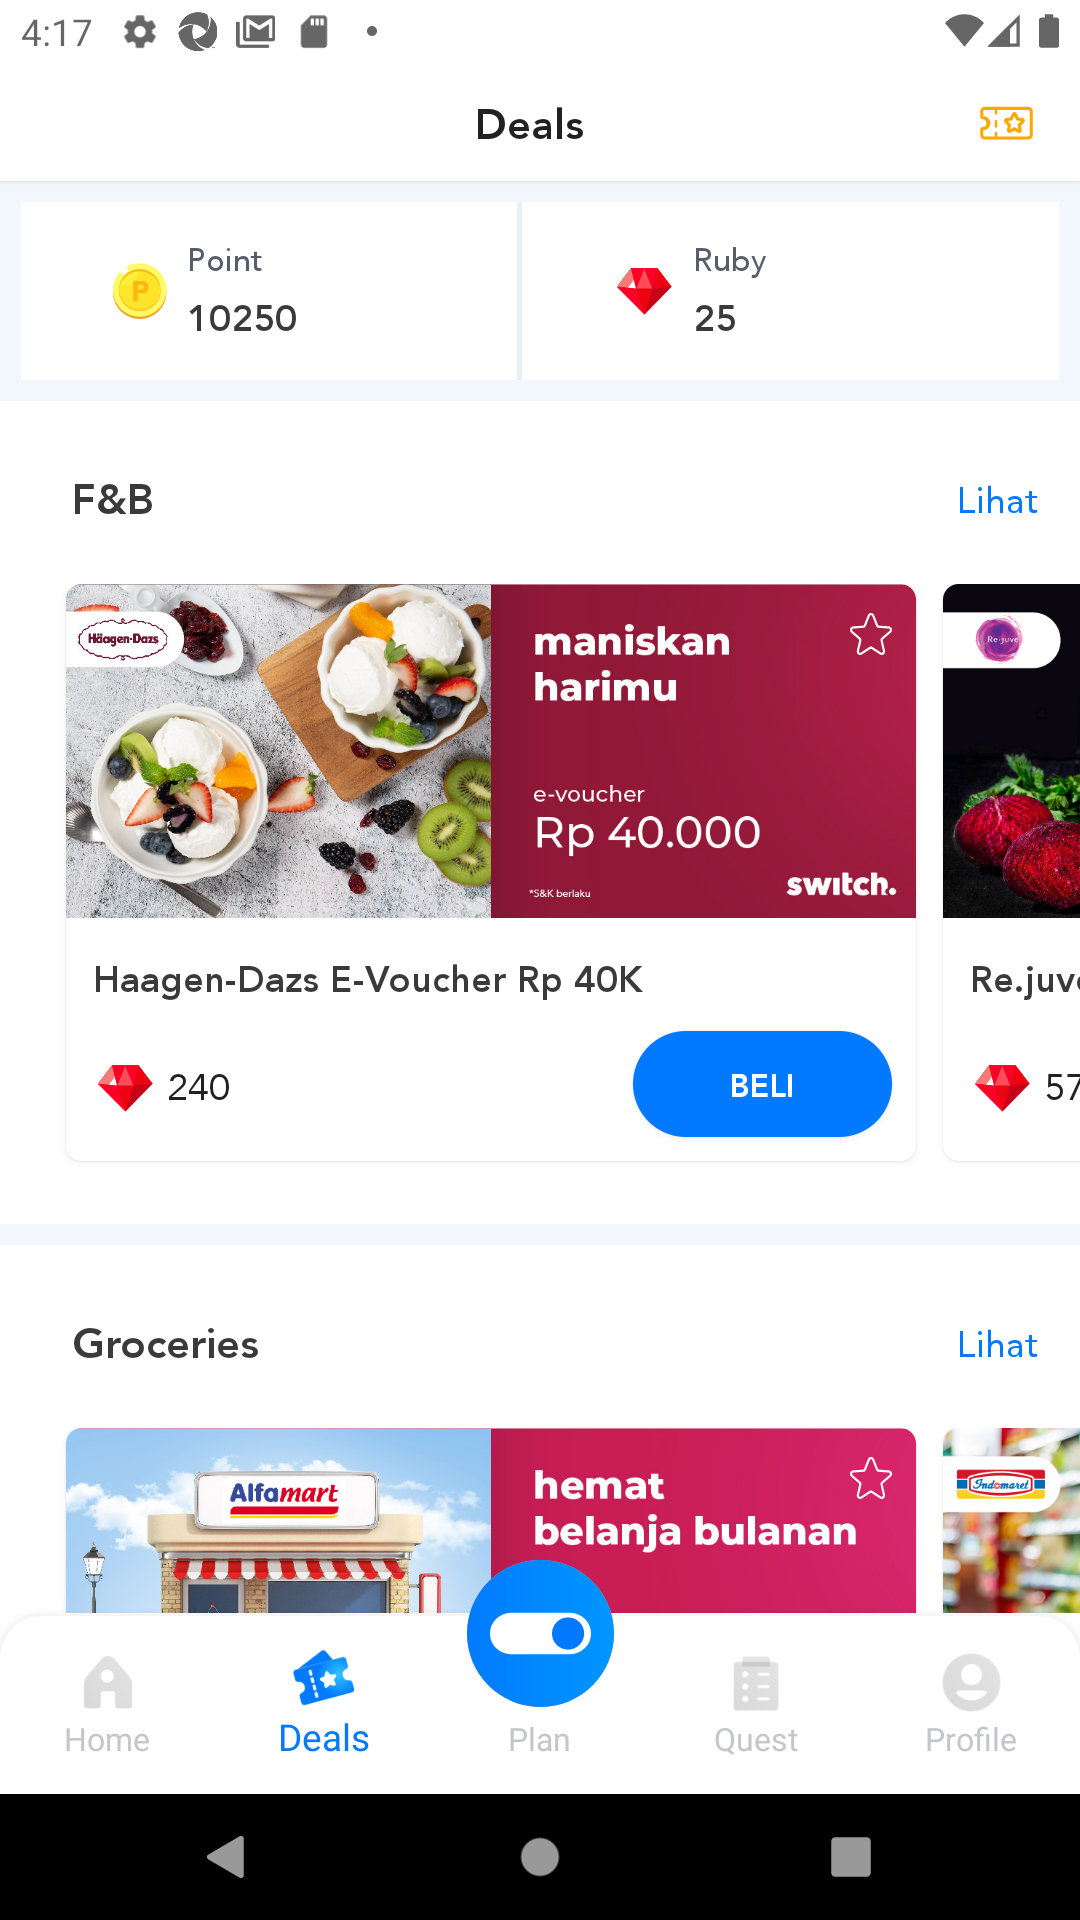 4:17
Deals
Point
10250
Ruby
25
F&B
Lihat
Häagen-Dazs
maniskan
harimu
e-voucher
Rp 40.000
*S&K berlaku
switch.
Re.juve
Haagen-Dazs E-Voucher Rp 40K
240
BELI
Re.juv
57
Groceries
Lihat
Alfamart
hemat
belanja bulanan
Indomaret
Home
Deals
Plan
Quest
Profile